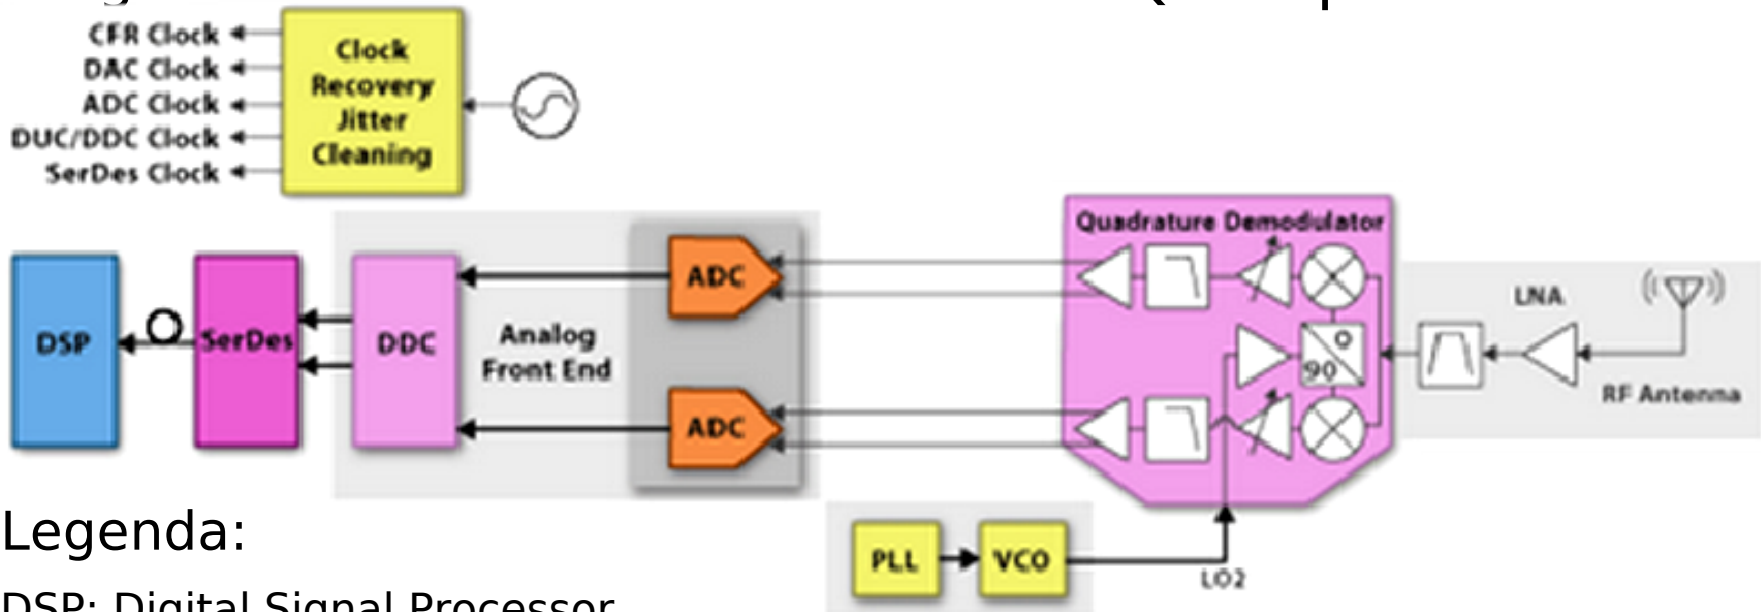 CFR Clock
DAC Clock
ADC Clock
DUC/DDC Clock
SerDes Clock
Clock
Recovery
Jitter
Cleaning
Quadrature Demodulator
LNA
RF Antenna
90
DSP
SerDes
DDC
Analog
Front End
ADC
ADC
PLL
VCO
LO2
Legenda:
DSP: Digital Signal Processor